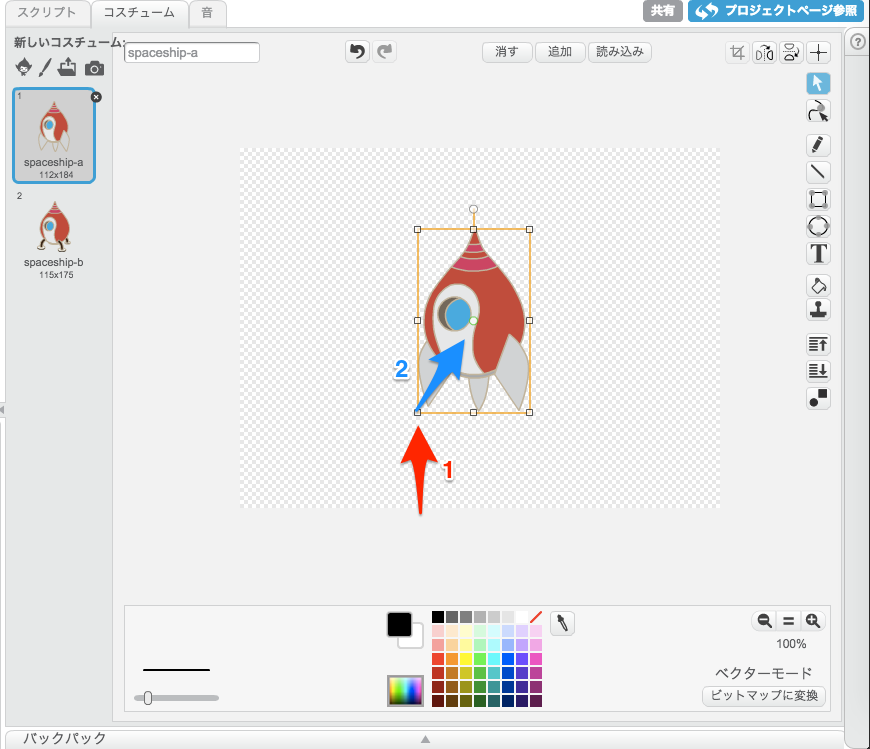 スクリプト コスチューム 音 共有 プロジェクトページ参照
新しいコスチューム: spaceship-a 消す 追加 読み込み
?
1
spaceship-a
112x184
2
spaceship-b
115x175
T
2
1
100%
ベクターモード
ビットマップに変換
バックパック